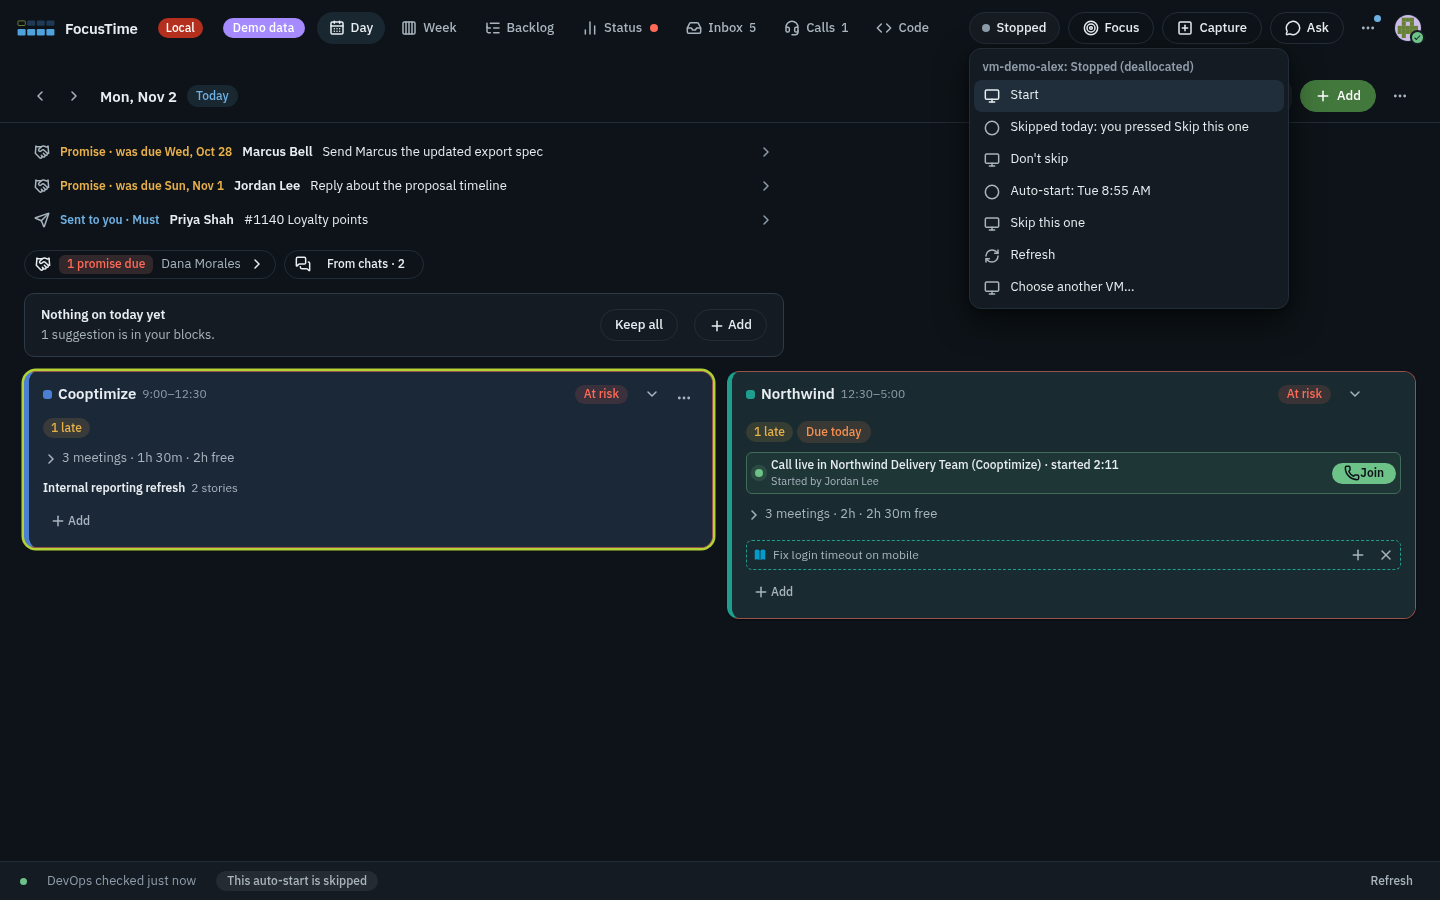 FocusTime
Local
Demo data
Day
Week
Backlog
Status
Inbox 5
Calls 1
Code
Stopped
Focus
Capture
Ask
Mon, Nov 2
Today
Add
vm-demo-alex: Stopped (deallocated)
Start
Skipped today: you pressed Skip this one
Don't skip
Auto-start: Tue 8:55 AM
Skip this one
Refresh
Choose another VM...
Promise · was due Wed, Oct 28 Marcus Bell Send Marcus the updated export spec
Promise · was due Sun, Nov 1 Jordan Lee Reply about the proposal timeline
Sent to you · Must Priya Shah #1140 Loyalty points
1 promise due Dana Morales
From chats · 2
Nothing on today yet
1 suggestion is in your blocks.
Keep all
Add
Cooptimize 9:00–12:30
At risk
1 late
3 meetings · 1h 30m · 2h free
Internal reporting refresh 2 stories
Add
Northwind 12:30–5:00
At risk
1 late
Due today
Call live in Northwind Delivery Team (Cooptimize) · started 2:11
Started by Jordan Lee
Join
3 meetings · 2h · 2h 30m free
Fix login timeout on mobile
Add
DevOps checked just now
This auto-start is skipped
Refresh